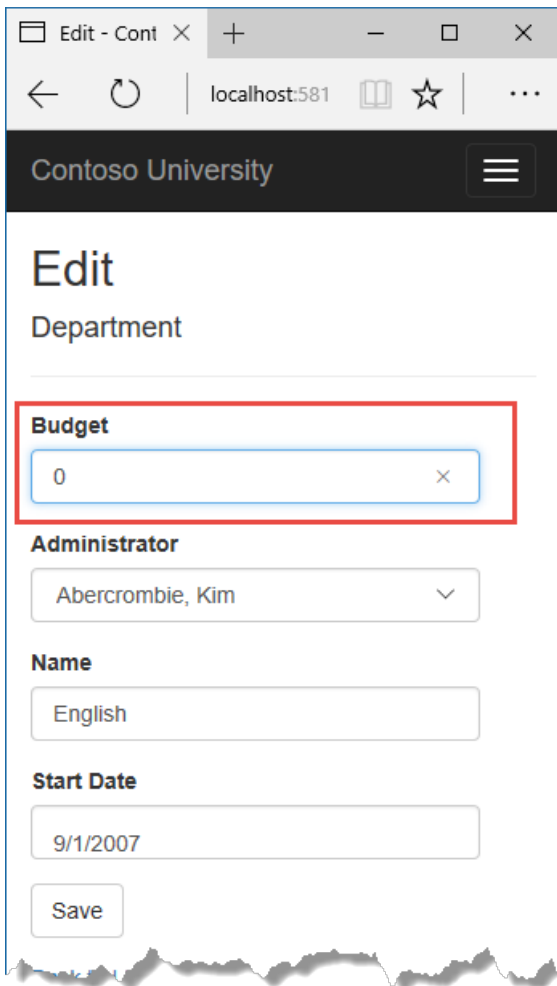 Edit - Cont
localhost:581
Contoso University
Edit
Department
Budget
0
Administrator
Abercrombie, Kim
Name
English
Start Date
9/1/2007
Save